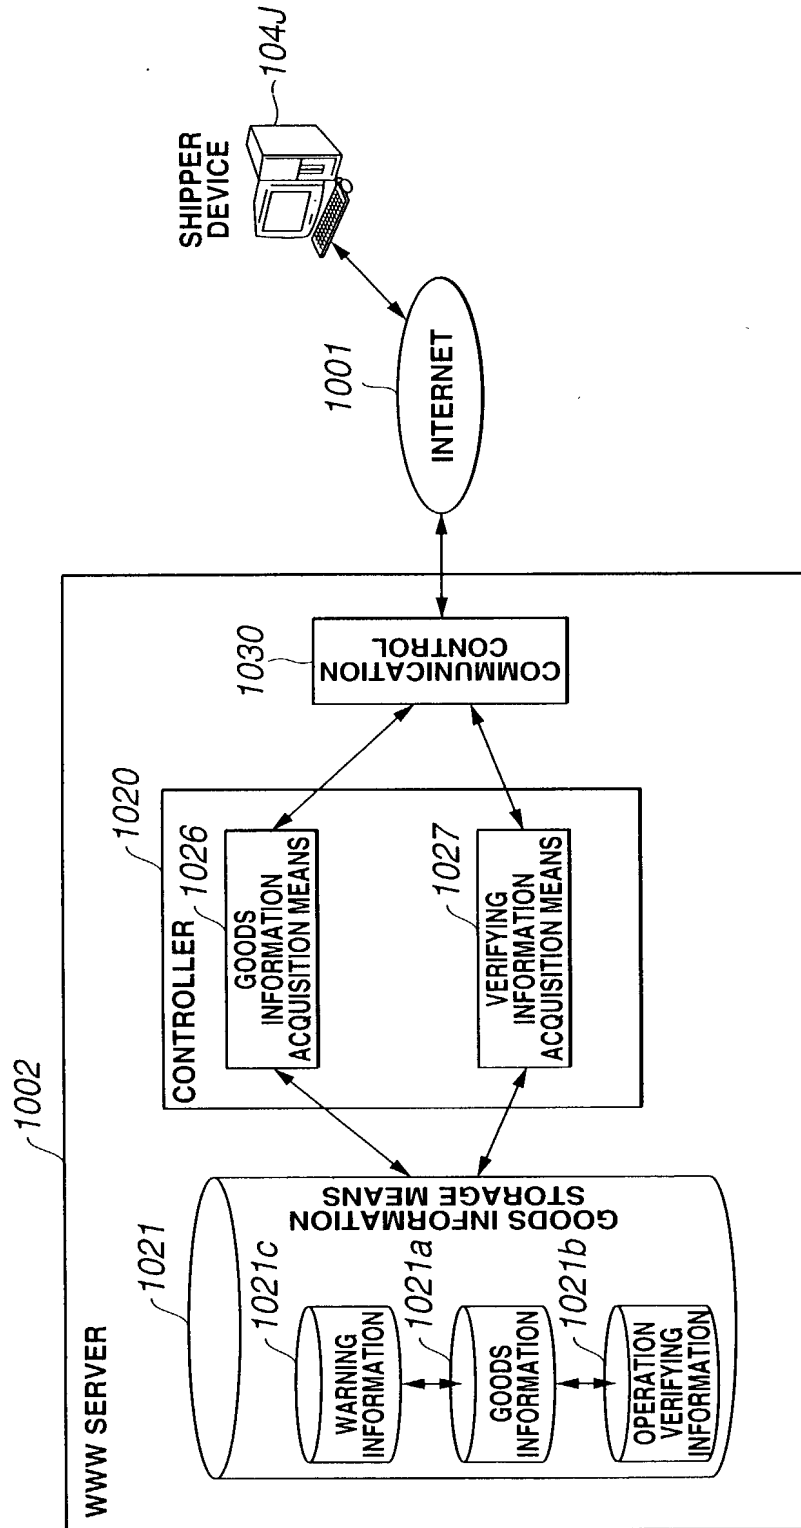 WWW SERVER
1002
1021
GOODS INFORMATION
STORAGE MEANS
1021c
WARNING
INFORMATION
1021a
GOODS
INFORMATION
1021b
OPERATION
VERIFYING
INFORMATION
CONTROLLER
1020
1026
GOODS
INFORMATION
ACQUISITION MEANS
1027
VERIFYING
INFORMATION
ACQUISITION MEANS
1030
COMMUNICATION
CONTROL
1001
INTERNET
SHIPPER
DEVICE
104J